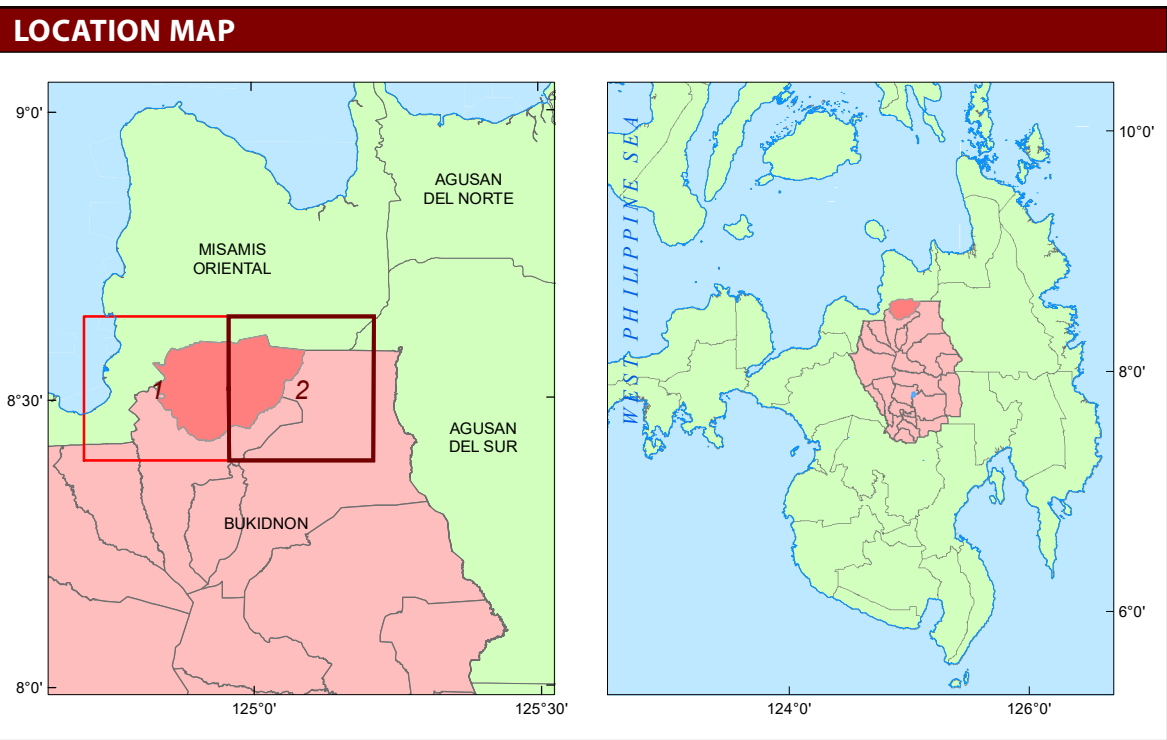 LOCATION MAP
9°0'
8°30'
8°0'
125°0'
125°30'
MISAMIS
ORIENTAL
AGUSAN
DEL NORTE
AGUSAN
DEL SUR
BUKIDNON
1
2
WEST PHILIPPINE SEA
10°0'
8°0'
6°0'
124°0'
126°0'